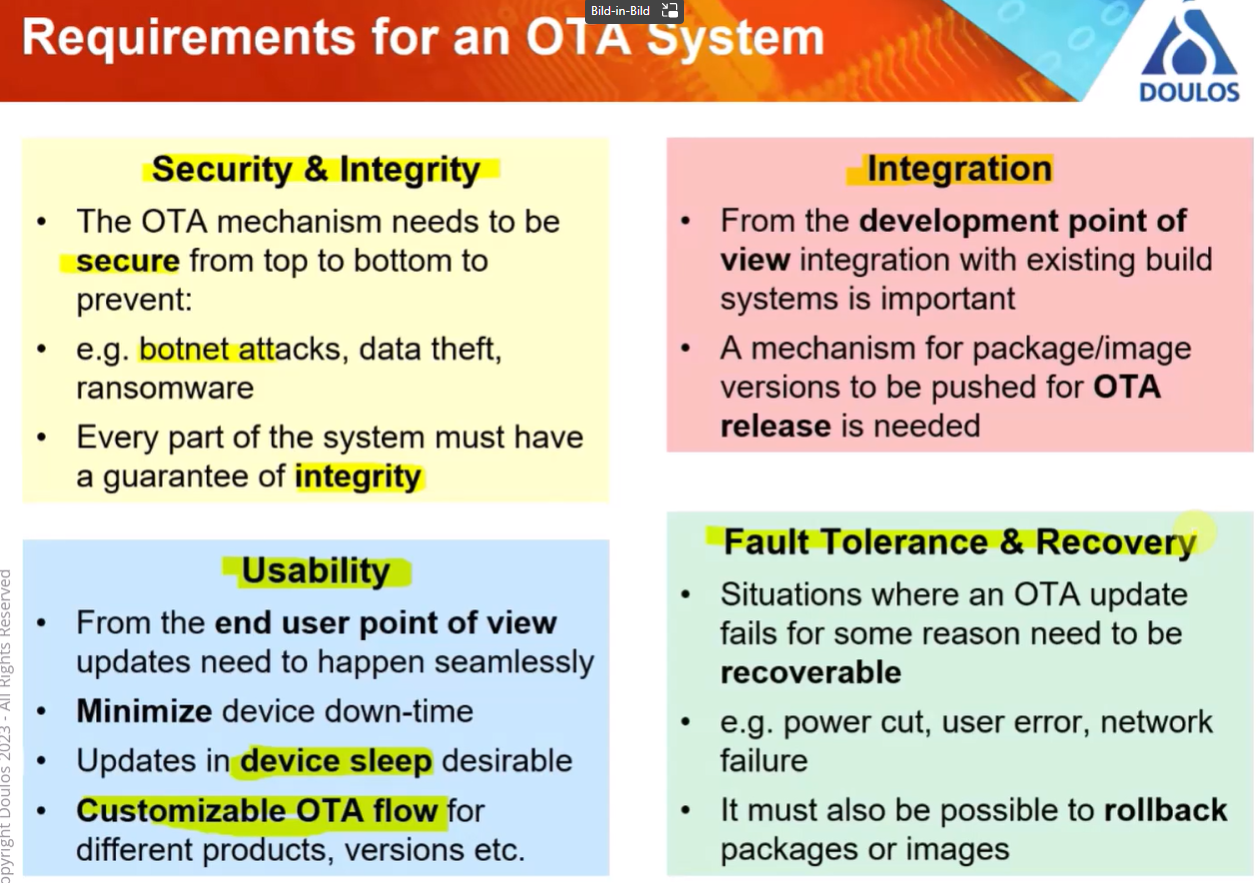 Bild-in-Bild
Requirements for an OTA System
DOULOS
Security & Integrity
• The OTA mechanism needs to be
secure from top to bottom to
prevent:
• e.g. botnet attacks, data theft,
ransomware
• Every part of the system must have
a guarantee of integrity
Integration
• From the development point of
view integration with existing build
systems is important
• A mechanism for package/image
versions to be pushed for OTA
release is needed
Usability
• From the end user point of view
updates need to happen seamlessly
• Minimize device down-time
• Updates in device sleep desirable
• Customizable OTA flow for
different products, versions etc.
Fault Tolerance & Recovery
• Situations where an OTA update
fails for some reason need to be
recoverable
• e.g. power cut, user error, network
failure
• It must also be possible to rollback
packages or images
opyright Doulos 2023 - All Rights Reserved